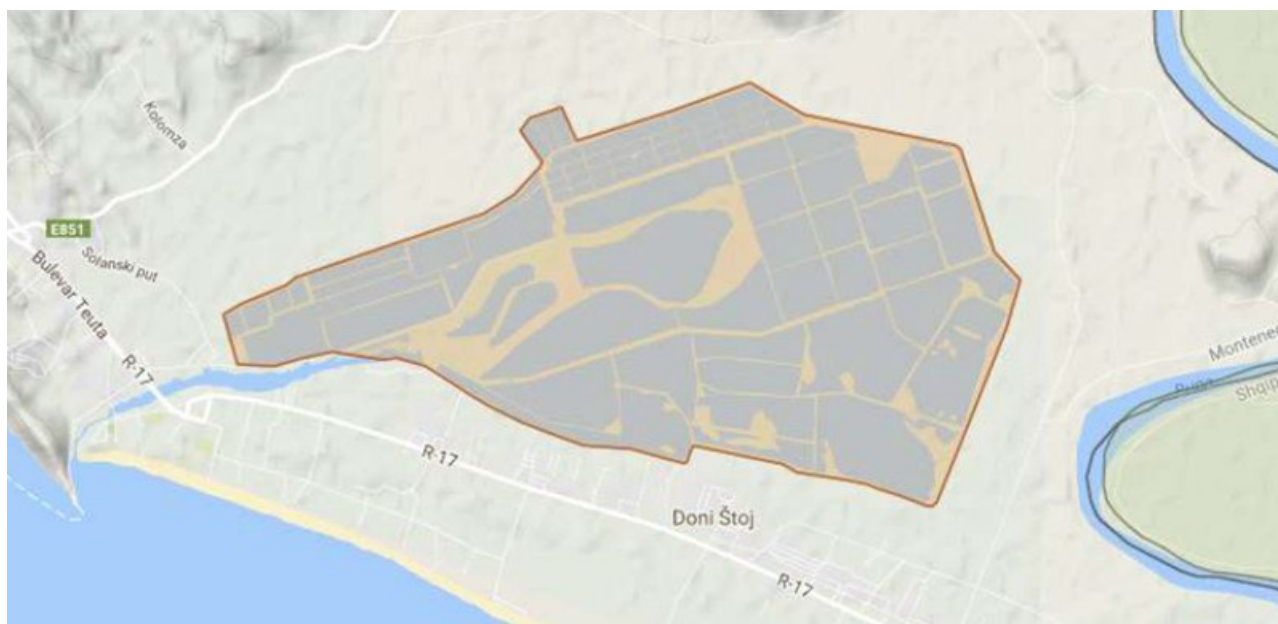 Kolomza
E851
Solanski put
Bulevar Teuta
R-17
R-17
Doni Štoj
R-17
Montene
Shqip